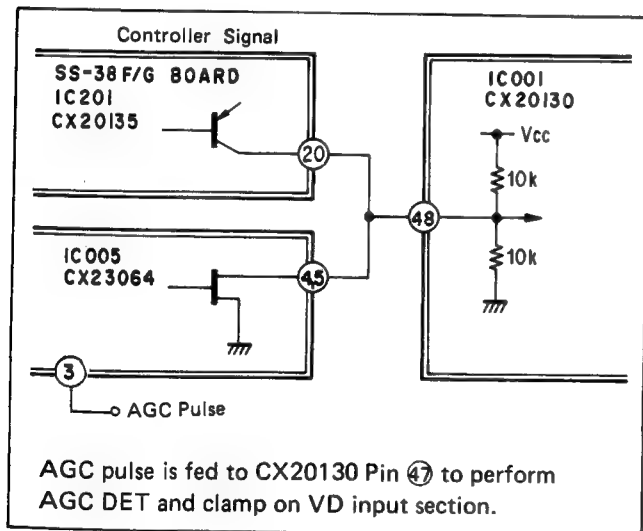 Controller Signal
SS-38 F/G BOARD
IC201
CX20135
20
IC001
CX20130
Vcc
10k
48
10k
IC005
CX23064
45
3
AGC Pulse
AGC pulse is fed to CX20130 Pin 47 to perform
AGC DET and clamp on VD input section.